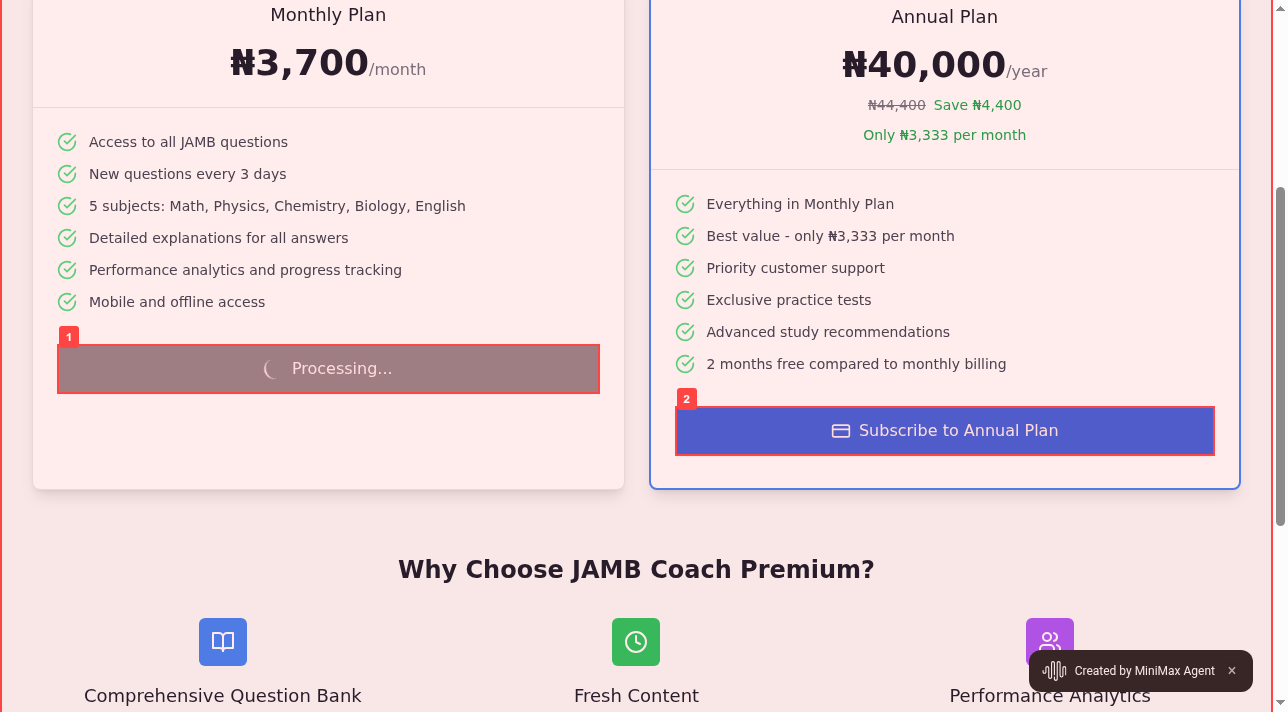 Monthly Plan
₦3,700/month
Access to all JAMB questions
New questions every 3 days
5 subjects: Math, Physics, Chemistry, Biology, English
Detailed explanations for all answers
Performance analytics and progress tracking
Mobile and offline access
1
Processing...
Annual Plan
₦40,000/year
₦44,400 Save ₦4,400
Only ₦3,333 per month
Everything in Monthly Plan
Best value - only ₦3,333 per month
Priority customer support
Exclusive practice tests
Advanced study recommendations
2 months free compared to monthly billing
2
Subscribe to Annual Plan
Why Choose JAMB Coach Premium?
Comprehensive Question Bank
Fresh Content
Performance Analytics
Created by MiniMax Agent ×